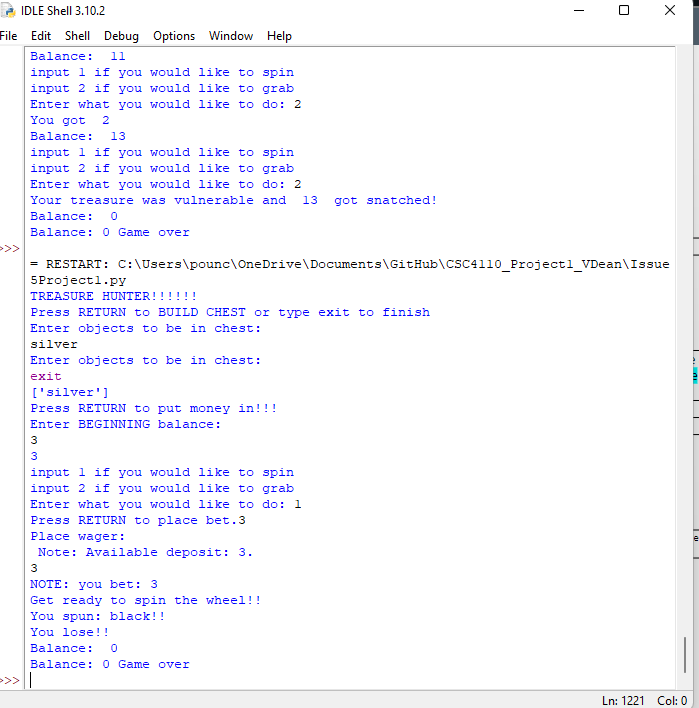 IDLE Shell 3.10.2
File Edit Shell Debug Options Window Help
Balance:  11
input 1 if you would like to spin
input 2 if you would like to grab
Enter what you would like to do: 2
You got  2
Balance:  13
input 1 if you would like to spin
input 2 if you would like to grab
Enter what you would like to do: 2
Your treasure was vulnerable and  13  got snatched!
Balance:  0
Balance: 0 Game over
>>>
= RESTART: C:\Users\pounc\OneDrive\Documents\GitHub\CSC4110_Project1_VDean\Issue
5Project1.py
TREASURE HUNTER!!!!!!
Press RETURN to BUILD CHEST or type exit to finish
Enter objects to be in chest:
silver
Enter objects to be in chest:
exit
['silver']
Press RETURN to put money in!!!
Enter BEGINNING balance:
3
3
input 1 if you would like to spin
input 2 if you would like to grab
Enter what you would like to do: 1
Press RETURN to place bet.3
Place wager:
 Note: Available deposit: 3.
3
NOTE: you bet: 3
Get ready to spin the wheel!!
You spun: black!!
You lose!!
Balance:  0
Balance: 0 Game over
>>>
Ln: 1221 Col: 0